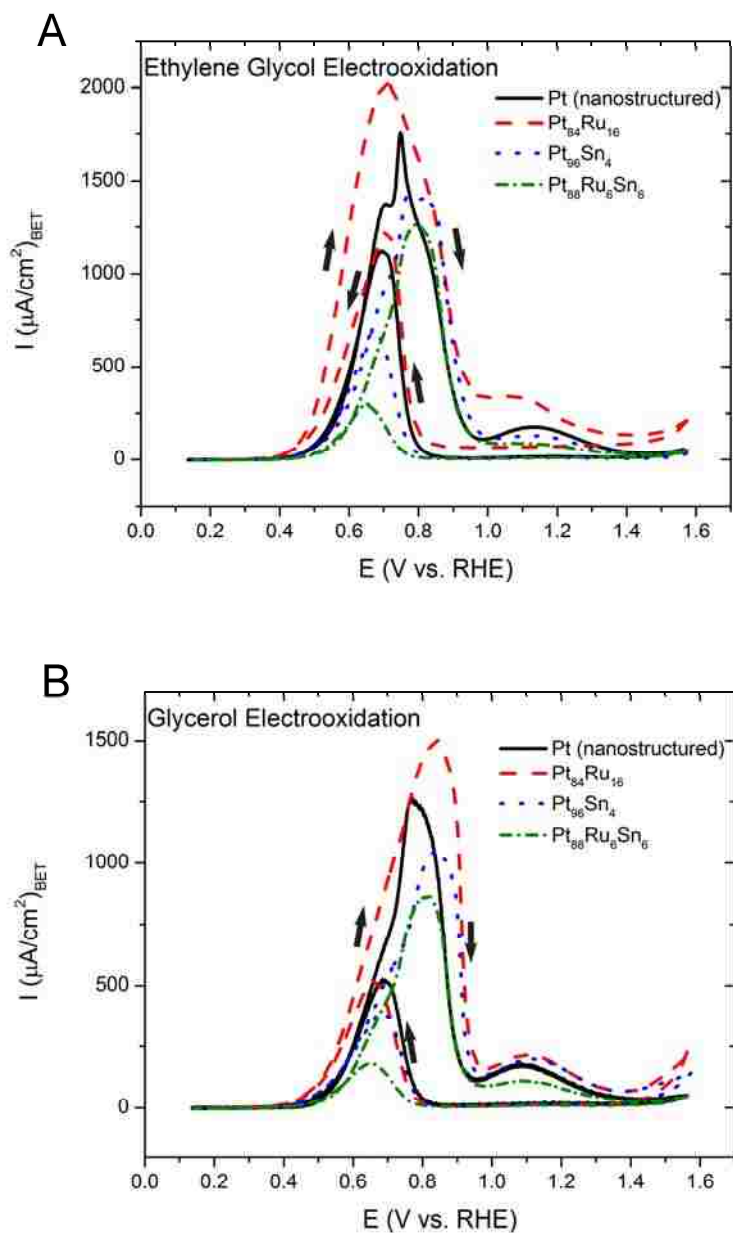 A
Ethylene Glycol Electrooxidation
Pt (nanostructured)
Pt₈₄Ru₁₆
Pt₉₆Sn₄
Pt₈₈Ru₆Sn₆
2000
1500
1000
500
0
I (µA/cm²)BET
0.0 0.2 0.4 0.6 0.8 1.0 1.2 1.4 1.6
E (V vs. RHE)
B
Glycerol Electrooxidation
Pt (nanostructured)
Pt₈₄Ru₁₆
Pt₉₆Sn₄
Pt₈₈Ru₆Sn₆
1500
1000
500
0
I (µA/cm²)BET
0.0 0.2 0.4 0.6 0.8 1.0 1.2 1.4 1.6
E (V vs. RHE)